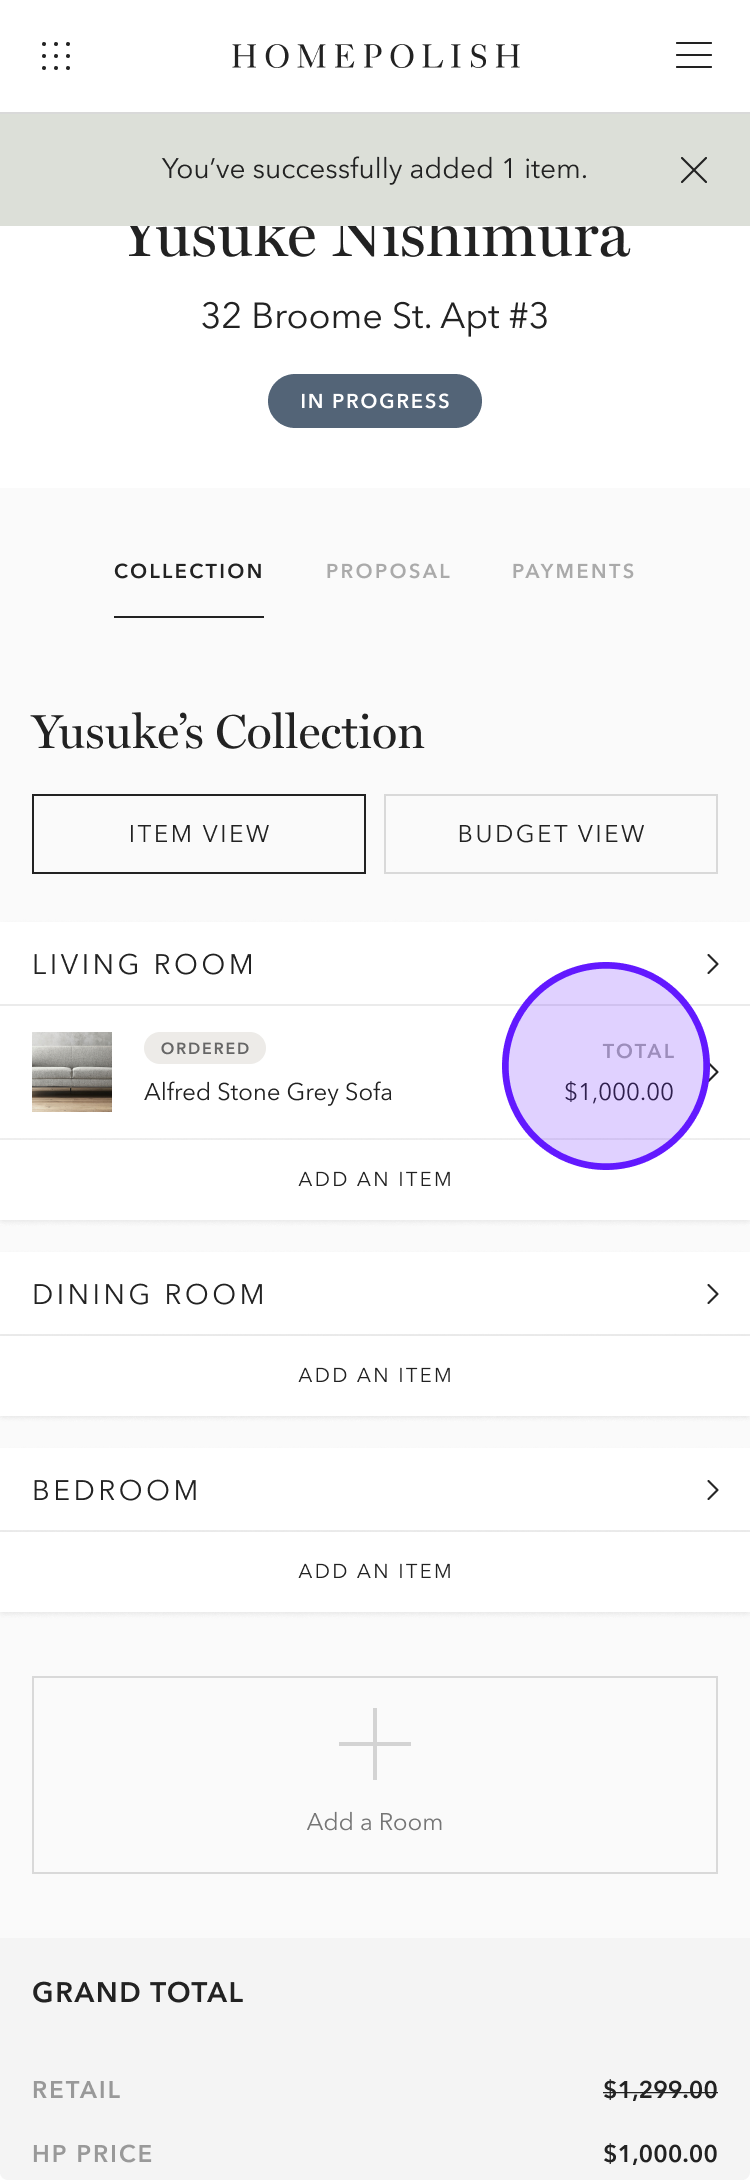 HOMEPOLISH
You’ve successfully added 1 item.
Yusuke Nishimura
32 Broome St. Apt #3
IN PROGRESS
COLLECTION PROPOSAL PAYMENTS
Yusuke’s Collection
ITEM VIEW BUDGET VIEW
LIVING ROOM
ORDERED TOTAL
Alfred Stone Grey Sofa $1,000.00
ADD AN ITEM
DINING ROOM
ADD AN ITEM
BEDROOM
ADD AN ITEM
Add a Room
GRAND TOTAL
RETAIL $1,299.00
HP PRICE $1,000.00